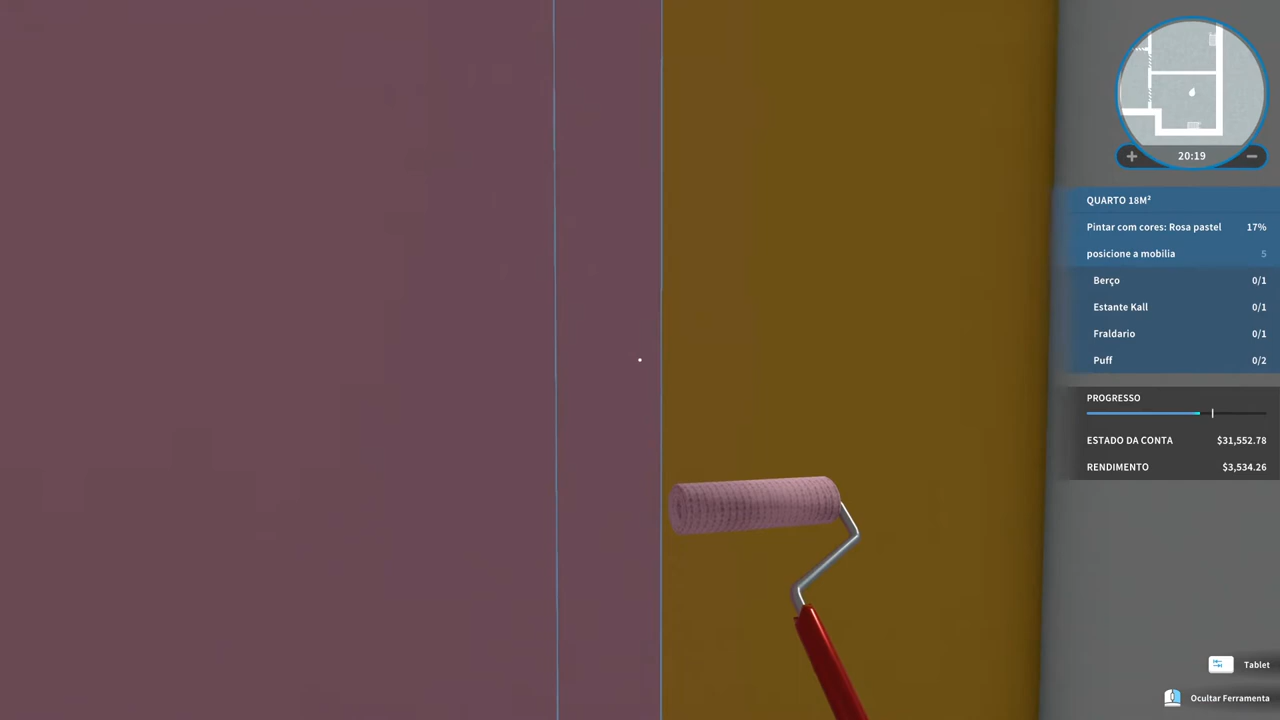 20:19
QUARTO 18M²
Pintar com cores: Rosa pastel 17%
posicione a mobilia 5
Berço 0/1
Estante Kall 0/1
Fraldario 0/1
Puff 0/2
PROGRESSO
ESTADO DA CONTA $31,552.78
RENDIMENTO $3,534.26
Tablet
Ocultar Ferramenta